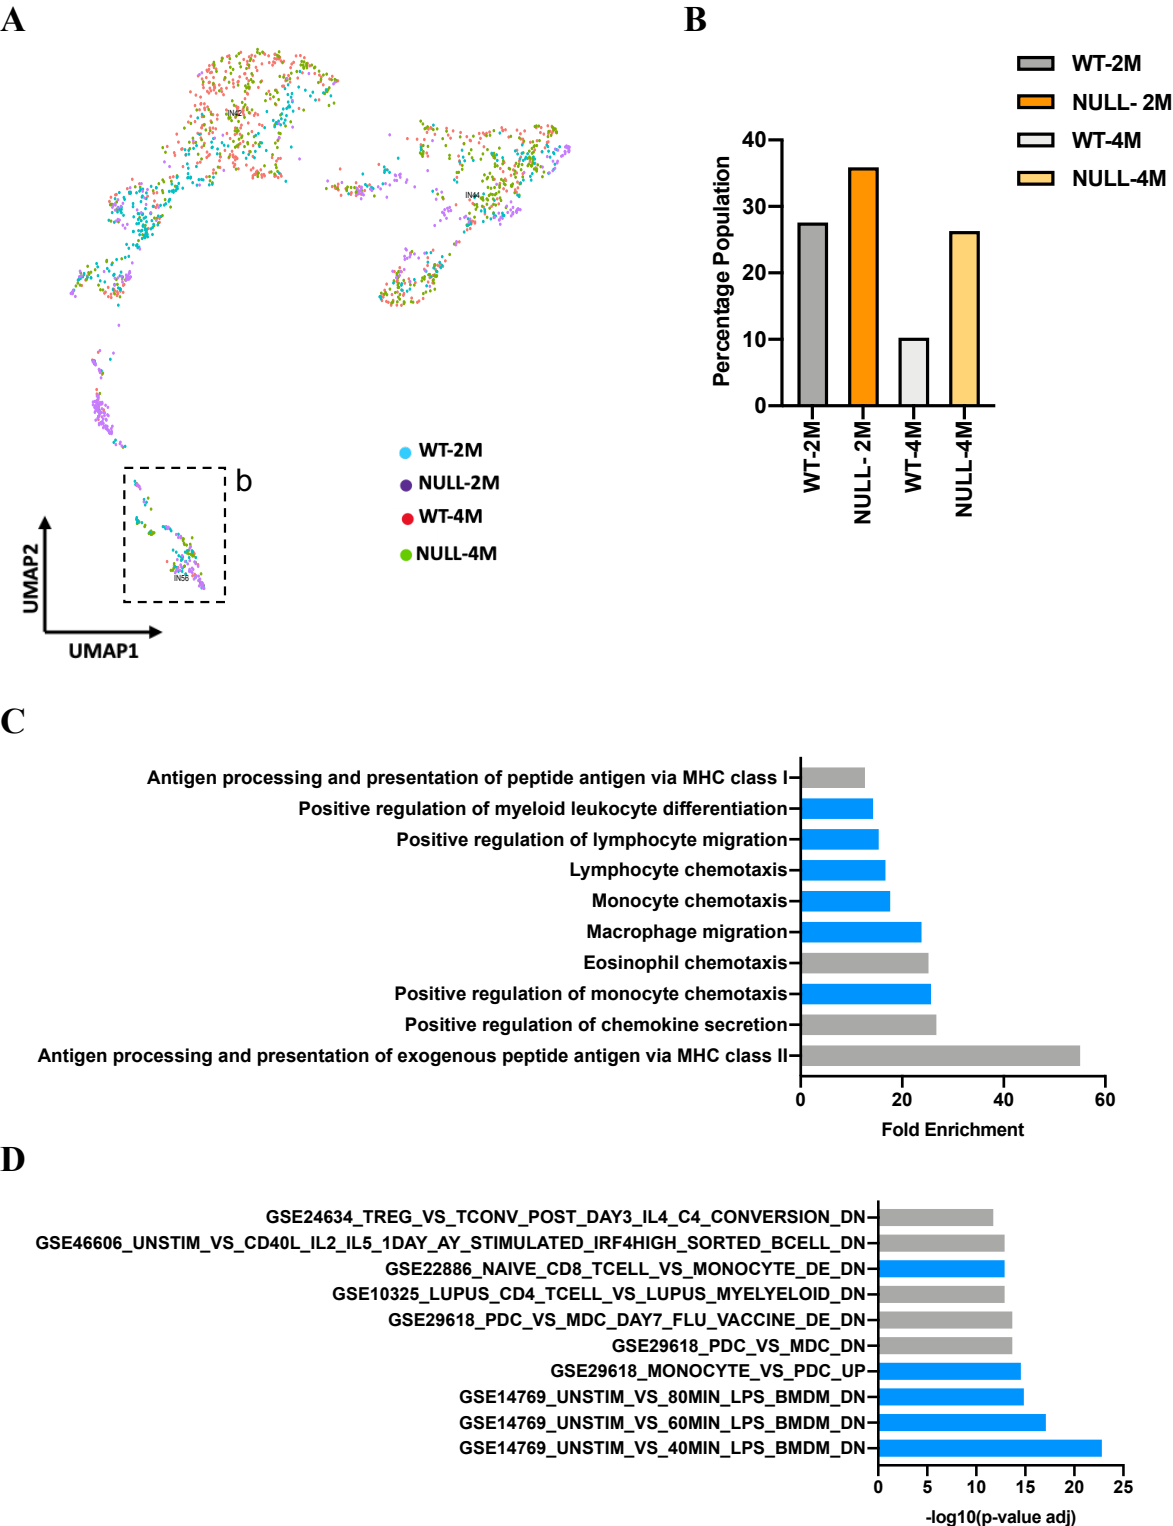 A
IN42
IN44
b
IN56
WT-2M
NULL-2M
WT-4M
NULL-4M
UMAP2
UMAP1
B
WT-2M
NULL- 2M
WT-4M
NULL-4M
Percentage Population
40
30
20
10
0
WT-2M
NULL- 2M
WT-4M
NULL-4M
C
Antigen processing and presentation of peptide antigen via MHC class I
Positive regulation of myeloid leukocyte differentiation
Positive regulation of lymphocyte migration
Lymphocyte chemotaxis
Monocyte chemotaxis
Macrophage migration
Eosinophil chemotaxis
Positive regulation of monocyte chemotaxis
Positive regulation of chemokine secretion
Antigen processing and presentation of exogenous peptide antigen via MHC class II
0 20 40 60
Fold Enrichment
D
GSE24634_TREG_VS_TCONV_POST_DAY3_IL4_C4_CONVERSION_DN
GSE46606_UNSTIM_VS_CD40L_IL2_IL5_1DAY_AY_STIMULATED_IRF4HIGH_SORTED_BCELL_DN
GSE22886_NAIVE_CD8_TCELL_VS_MONOCYTE_DE_DN
GSE10325_LUPUS_CD4_TCELL_VS_LUPUS_MYELYELOID_DN
GSE29618_PDC_VS_MDC_DAY7_FLU_VACCINE_DE_DN
GSE29618_PDC_VS_MDC_DN
GSE29618_MONOCYTE_VS_PDC_UP
GSE14769_UNSTIM_VS_80MIN_LPS_BMDM_DN
GSE14769_UNSTIM_VS_60MIN_LPS_BMDM_DN
GSE14769_UNSTIM_VS_40MIN_LPS_BMDM_DN
0 5 10 15 20 25
-log10(p-value adj)